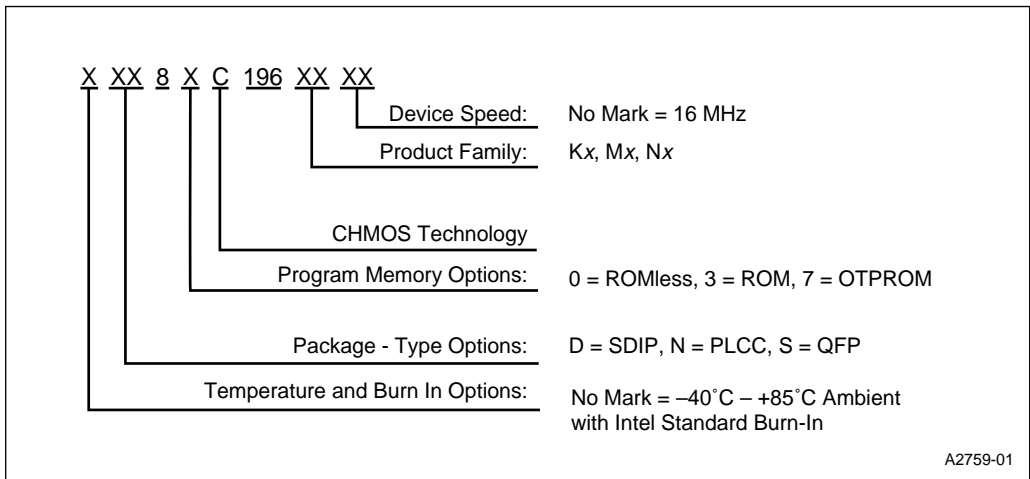 X XX 8 X C 196 XX XX
Device Speed: No Mark = 16 MHz
Product Family: Kx, Mx, Nx
CHMOS Technology
Program Memory Options: 0 = ROMless, 3 = ROM, 7 = OTPROM
Package - Type Options: D = SDIP, N = PLCC, S = QFP
Temperature and Burn In Options: No Mark = –40˚C – +85˚C Ambient
with Intel Standard Burn-In
A2759-01